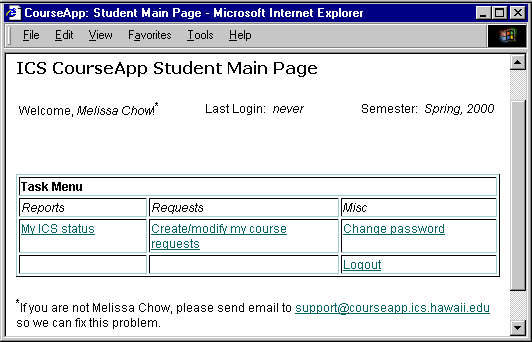 CourseApp: Student Main Page - Microsoft Internet Explorer
File Edit View Favorites Tools Help
ICS CourseApp Student Main Page
Welcome, Melissa Chow!* Last Login: never Semester: Spring, 2000
Task Menu
Reports Requests Misc
My ICS status Create/modify my course Change password
requests
Logout
*If you are not Melissa Chow, please send email to support@courseapp.ics.hawaii.edu
so we can fix this problem.